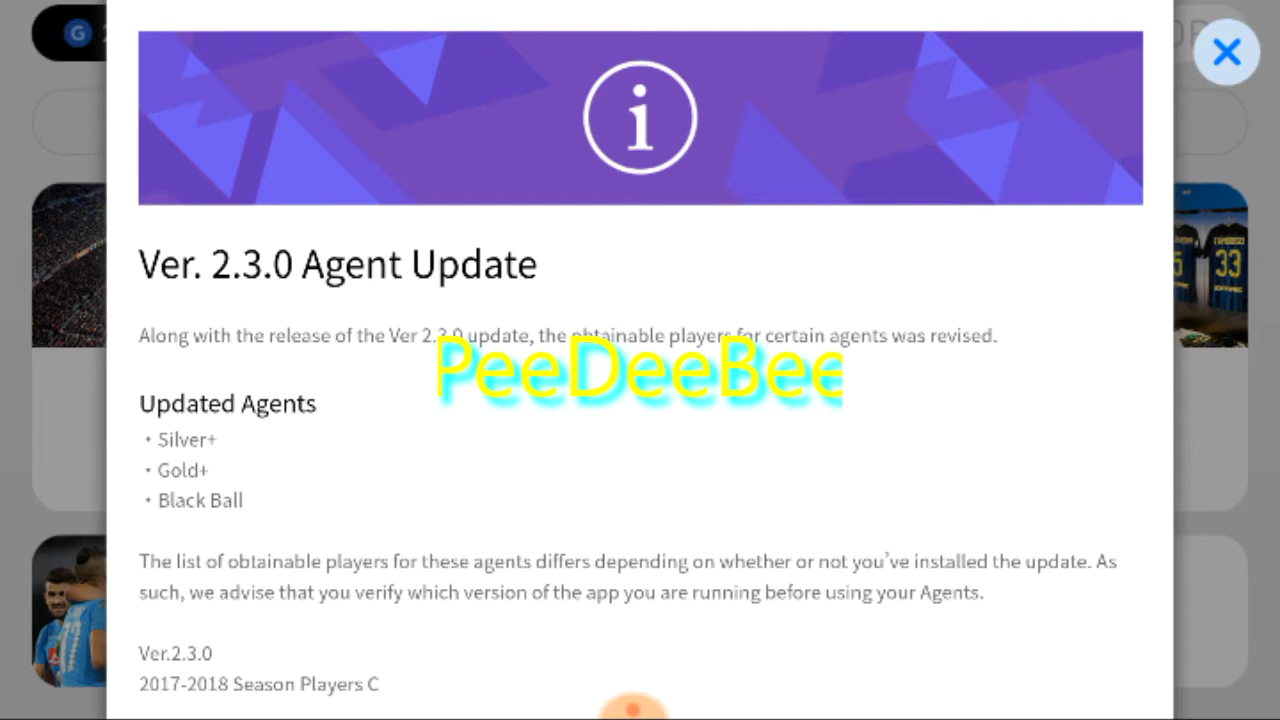 G
i
Ver. 2.3.0 Agent Update
Along with the release of the Ver 2.3.0 update, the obtainable players for certain agents was revised.
PeeDeeBee
Updated Agents
・Silver+
・Gold+
・Black Ball
33
The list of obtainable players for these agents differs depending on whether or not you've installed the update. As
such, we advise that you verify which version of the app you are running before using your Agents.
Ver.2.3.0
2017-2018 Season Players C